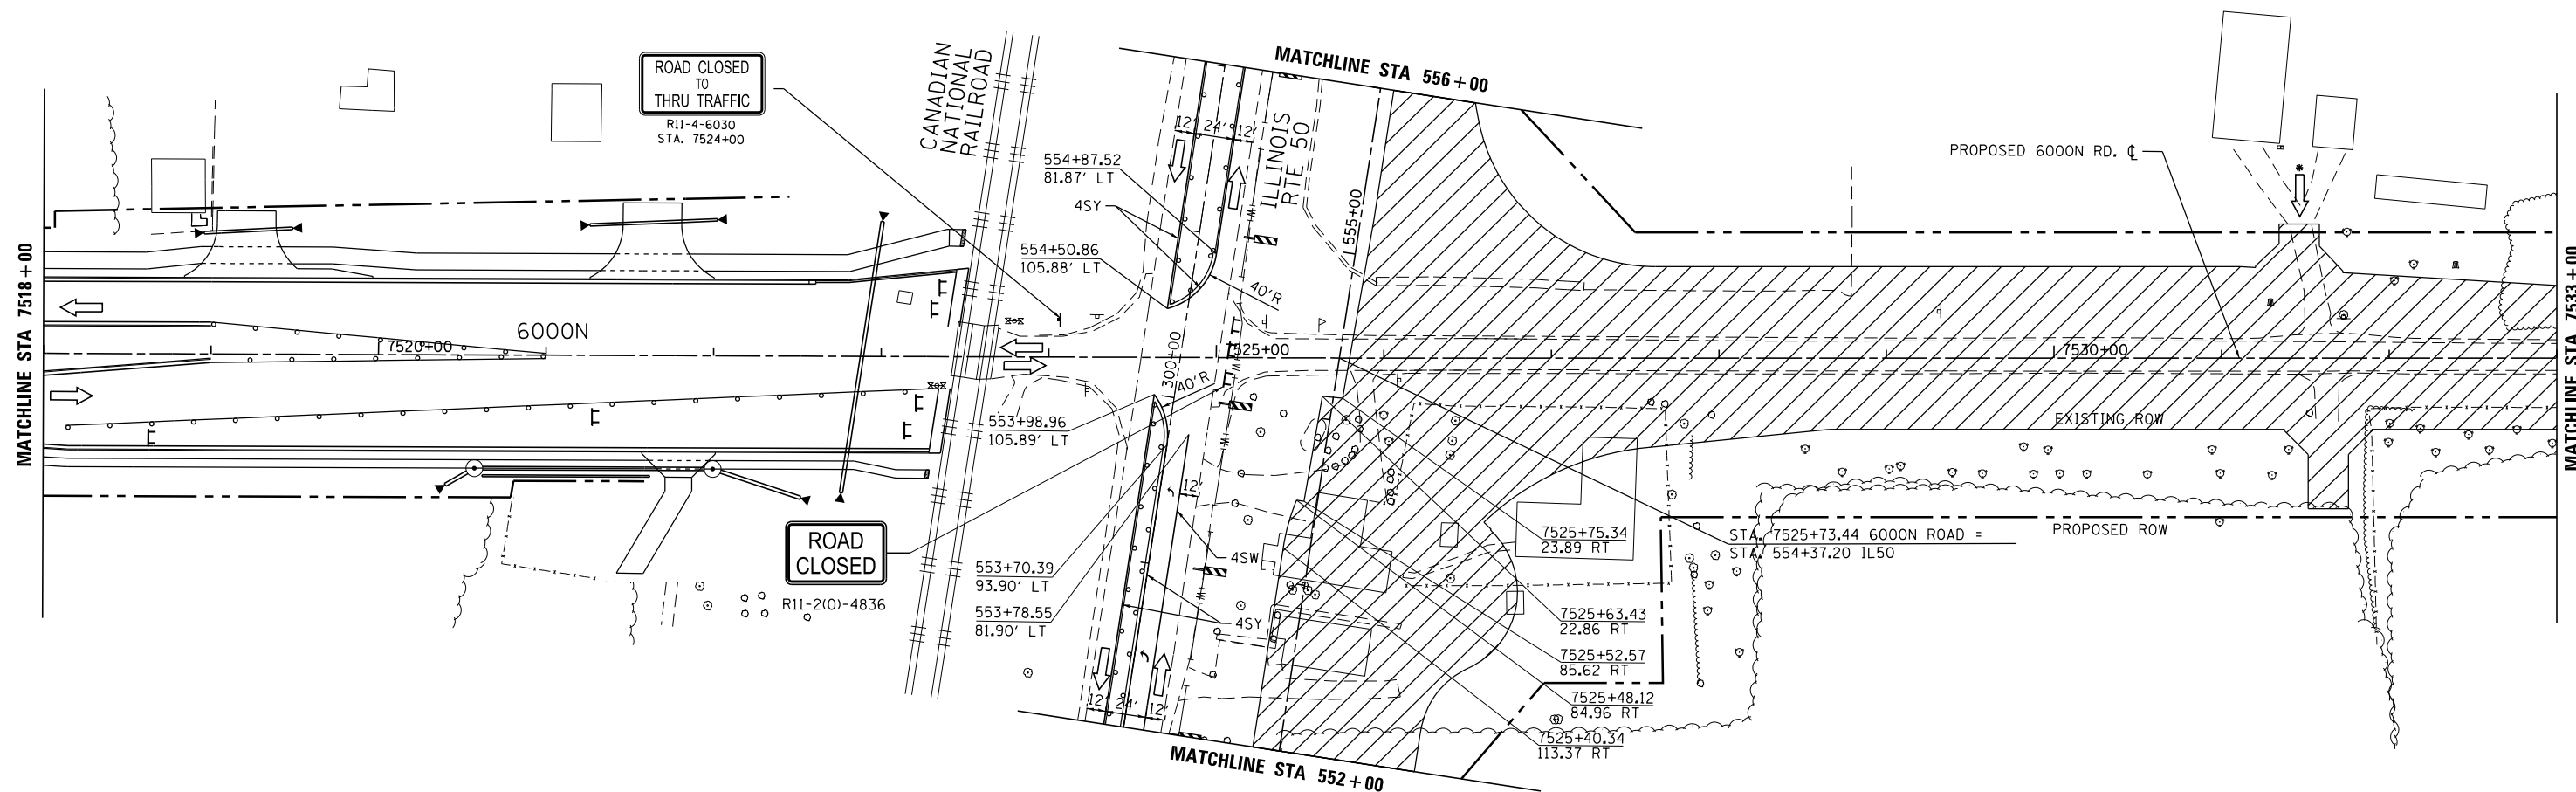 MATCHLINE STA 7518+00
ROAD CLOSED
TO
THRU TRAFFIC
R11-4-6030
STA. 7524+00
CANADIAN
NATIONAL
RAILROAD
MATCHLINE STA 556+00
12' 24' 12'
ILLINOIS
RTE 50
554+87.52
81.87' LT
4SY
554+50.86
105.88' LT
40'R
555+00
PROPOSED 6000N RD. ℄
*
6000N
7520+00
7525+00
7530+00
1300+00
40'R
553+98.96
105.89' LT
EXISTING ROW
12'
ROAD
CLOSED
R11-2(O)-4836
4SW
553+70.39
93.90' LT
553+78.55
81.90' LT
4SY
7525+75.34
23.89 RT
STA. 7525+73.44 6000N ROAD =
STA. 554+37.20 IL50
PROPOSED ROW
7525+63.43
22.86 RT
7525+52.57
85.62 RT
7525+48.12
84.96 RT
7525+40.34
113.37 RT
12' 24' 12'
MATCHLINE STA 552+00
MATCHLINE STA 7533+00